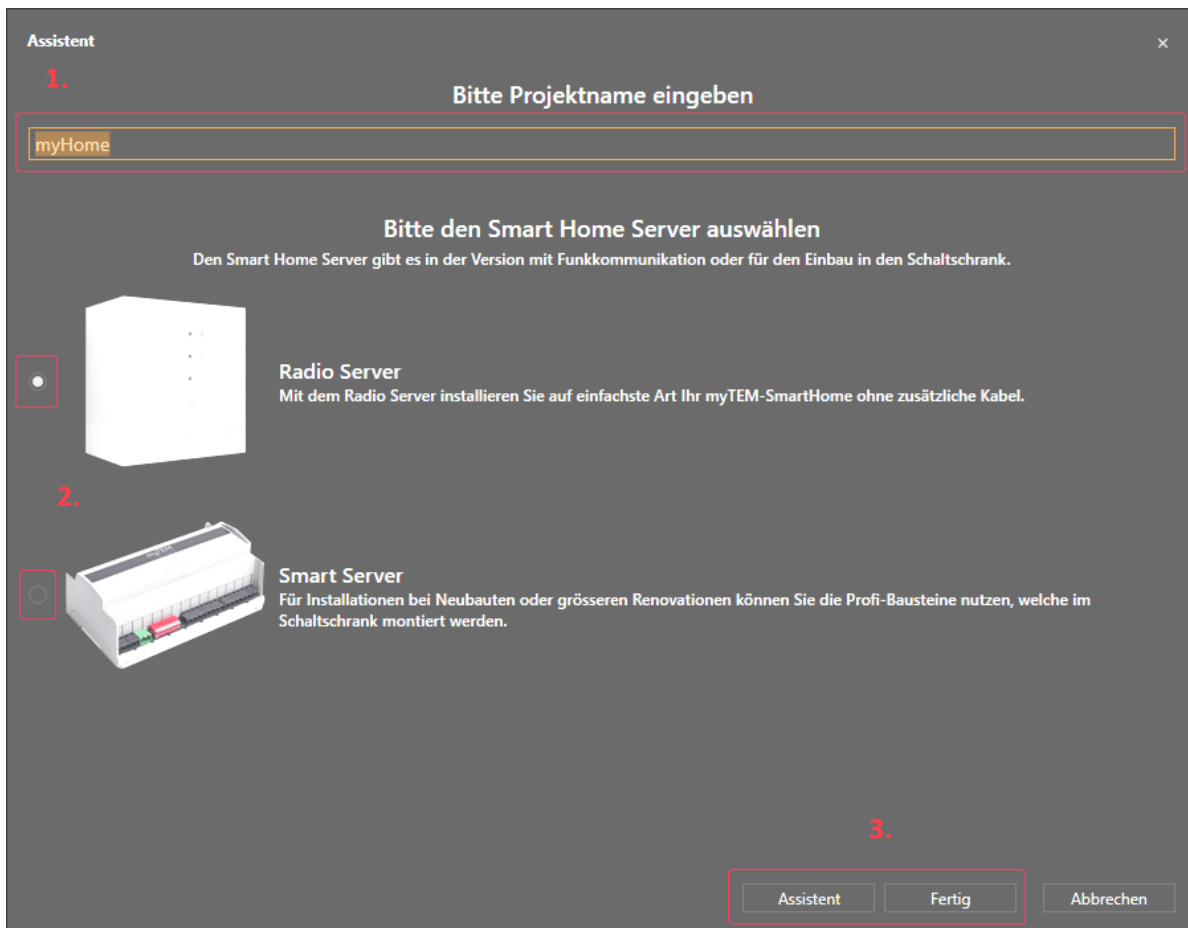 Assistent
×
1.
Bitte Projektname eingeben
myHome
Bitte den Smart Home Server auswählen
Den Smart Home Server gibt es in der Version mit Funkkommunikation oder für den Einbau in den Schaltschrank.
Radio Server
Mit dem Radio Server installieren Sie auf einfachste Art Ihr myTEM-SmartHome ohne zusätzliche Kabel.
2.
myTEM
Smart Server
Für Installationen bei Neubauten oder grösseren Renovationen können Sie die Profi-Bausteine nutzen, welche im
Schaltschrank montiert werden.
3.
Assistent
Fertig
Abbrechen